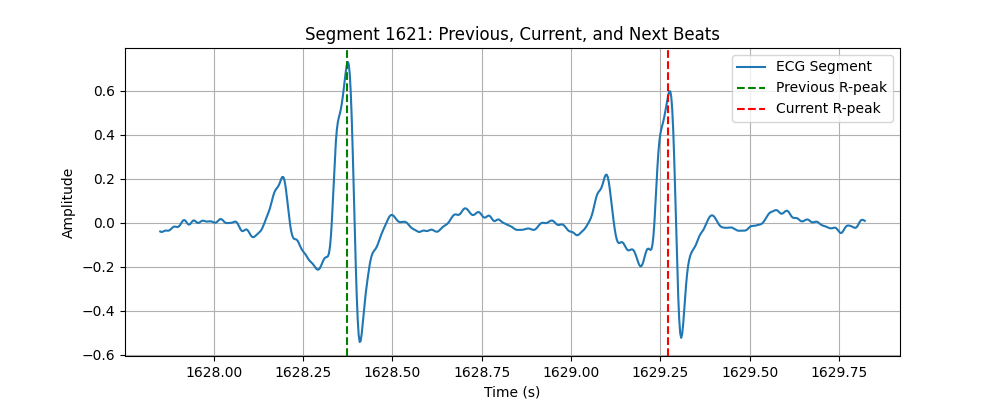 Segment 1621: Previous, Current, and Next Beats
ECG Segment
Previous R-peak
Current R-peak
Amplitude
0.6
0.4
0.2
0.0
−0.2
−0.4
−0.6
1628.00 1628.25 1628.50 1628.75 1629.00 1629.25 1629.50 1629.75
Time (s)